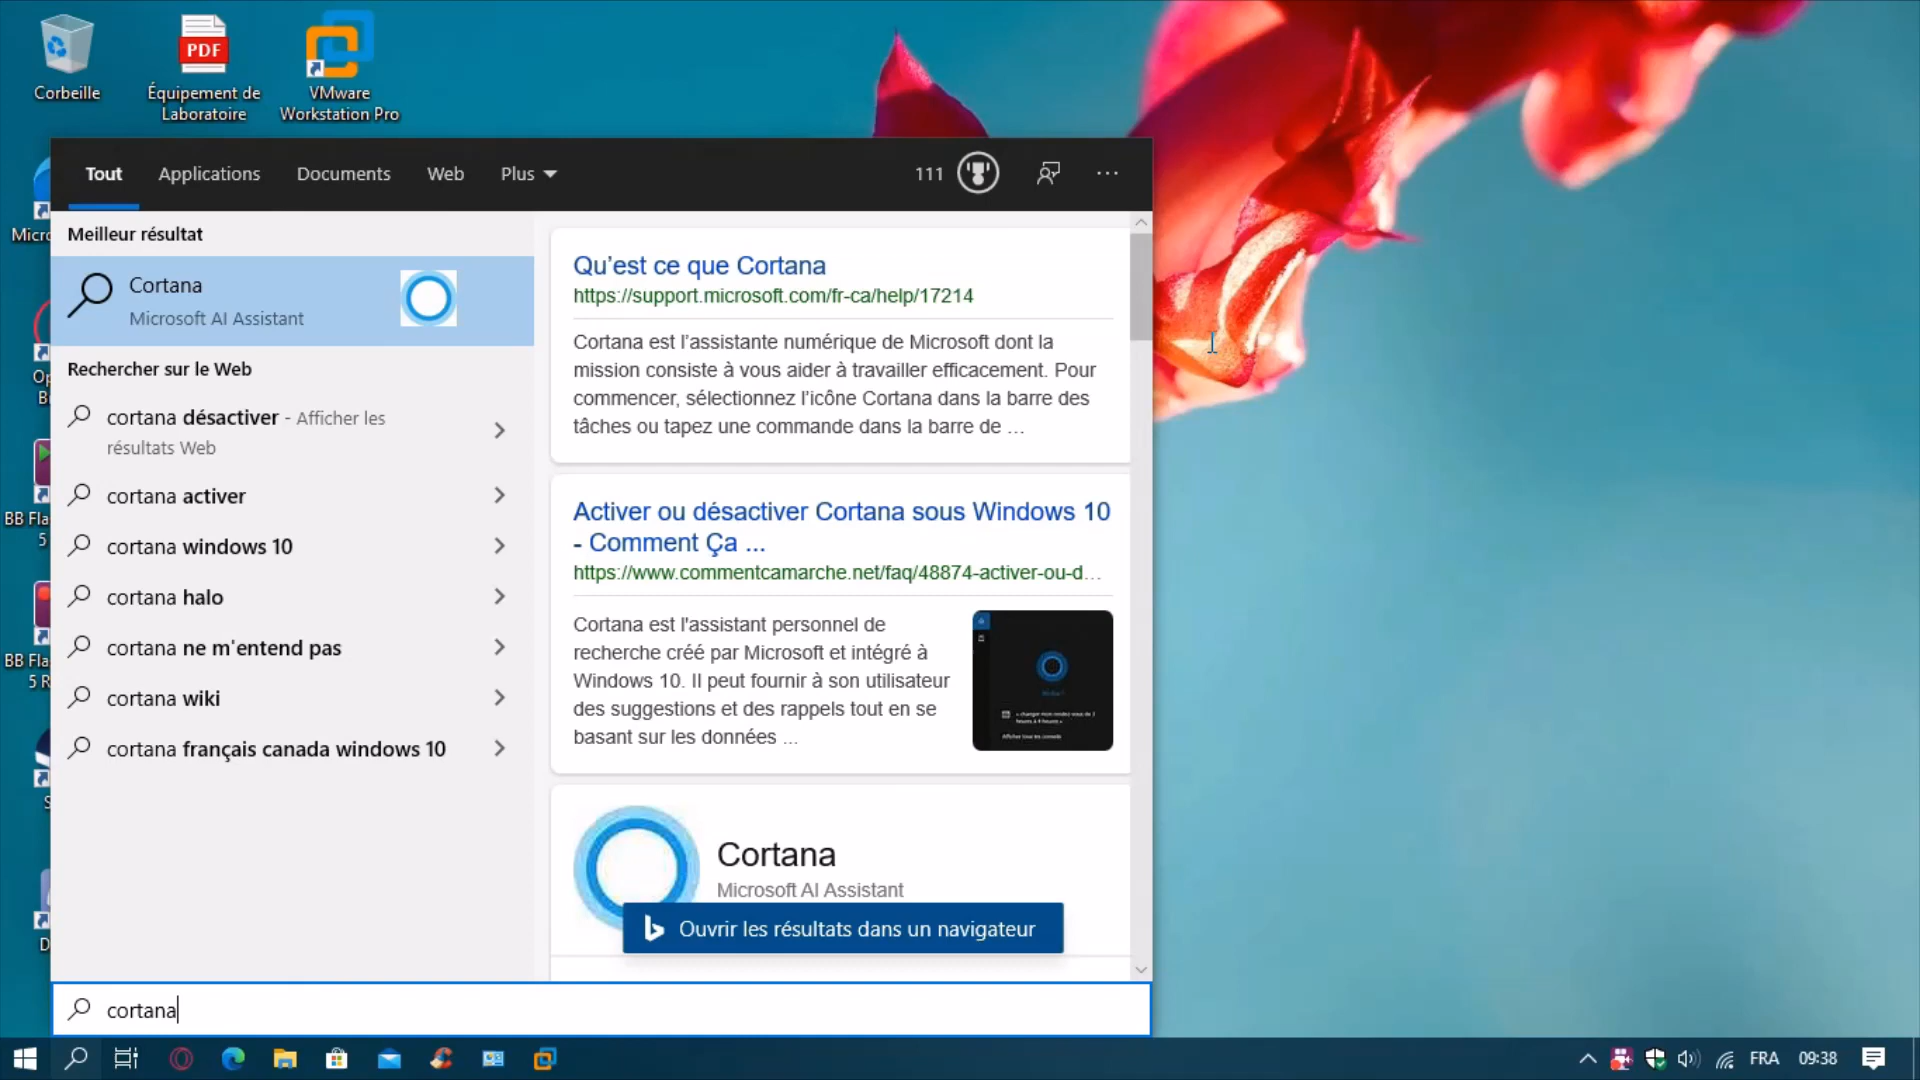 Corbeille
Équipement de
Laboratoire
PDF
VMware
Workstation Pro
Tout
Applications
Documents
Web
Plus
111
Micro
Op
B
BB Fla
5
BB Fla
5 R
S
D
Meilleur résultat
Cortana
Microsoft AI Assistant
Rechercher sur le Web
cortana désactiver - Afficher les
résultats Web
cortana activer
cortana windows 10
cortana halo
cortana ne m'entend pas
cortana wiki
cortana français canada windows 10
Qu’est ce que Cortana
https://support.microsoft.com/fr-ca/help/17214
Cortana est l’assistante numérique de Microsoft dont la
mission consiste à vous aider à travailler efficacement. Pour
commencer, sélectionnez l’icône Cortana dans la barre des
tâches ou tapez une commande dans la barre de ...
Activer ou désactiver Cortana sous Windows 10
- Comment Ça ...
https://www.commentcamarche.net/faq/48874-activer-ou-d...
Cortana est l'assistant personnel de
recherche créé par Microsoft et intégré à
Windows 10. Il peut fournir à son utilisateur
des suggestions et des rappels tout en se
basant sur les données ...
Cortana
Microsoft AI Assistant
Ouvrir les résultats dans un navigateur
cortana
FRA
09:38